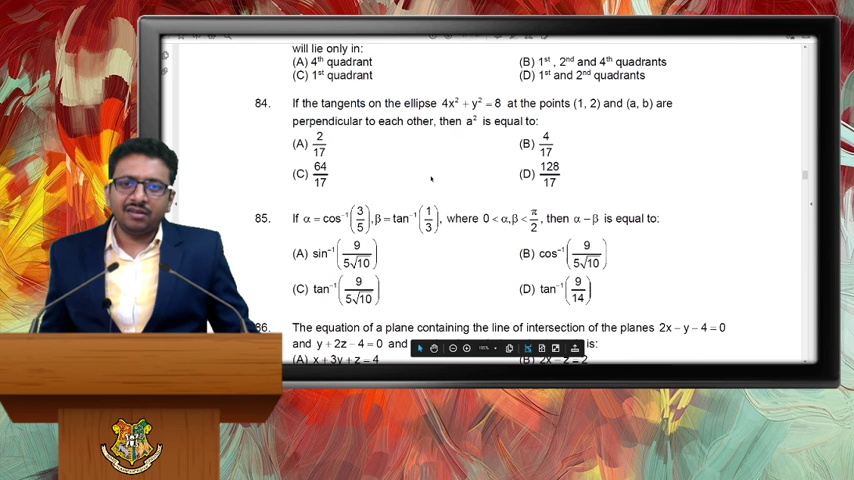 will lie only in:
(A) 4th quadrant (B) 1st , 2nd and 4th quadrants
(C) 1st quadrant (D) 1st and 2nd quadrants
84. If the tangents on the ellipse 4x² + y² = 8 at the points (1, 2) and (a, b) are
perpendicular to each other, then a² is equal to:
(A) 2/17 (B) 4/17
(C) 64/17 (D) 128/17
85. If α = cos⁻¹(3/5), β = tan⁻¹(1/3), where 0 < α,β < π/2, then α − β is equal to:
(A) sin⁻¹(9/(5√10)) (B) cos⁻¹(9/(5√10))
(C) tan⁻¹(9/(5√10)) (D) tan⁻¹(9/14)
86. The equation of a plane containing the line of intersection of the planes 2x − y − 4 = 0
and y + 2z − 4 = 0 and is:
(A) x + 3y + z = 4 (B) 2x − z = 2